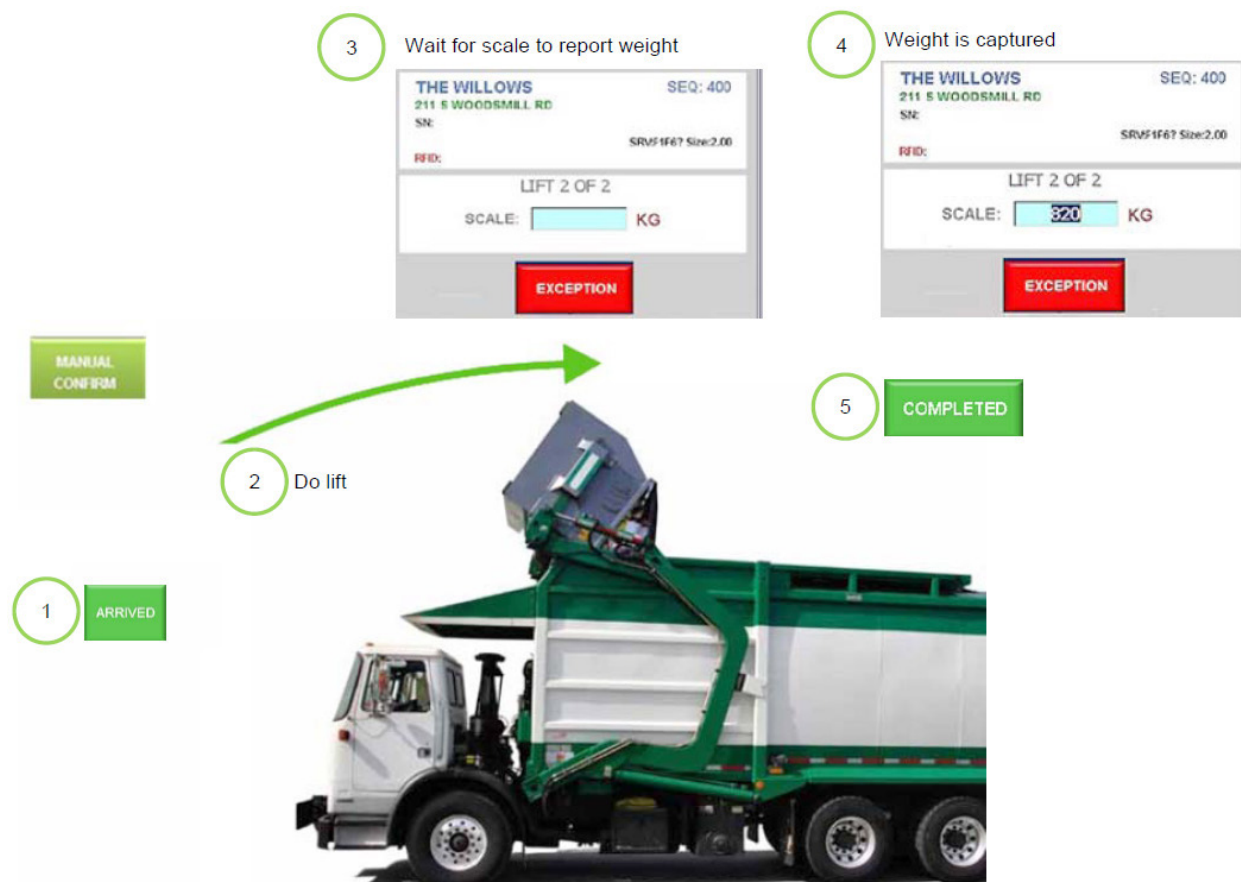 3 Wait for scale to report weight
THE WILLOWS SEQ: 400
211 S WOODSMILL RD
SN:
Size:2.00
RFID:
LIFT 2 OF 2
SCALE: KG
EXCEPTION
4 Weight is captured
THE WILLOWS SEQ: 400
211 S WOODSMILL RD
SN:
Size:2.00
RFID:
LIFT 2 OF 2
SCALE: 820 KG
EXCEPTION
MANUAL
CONFIRM
5 COMPLETED
2 Do lift
1 ARRIVED